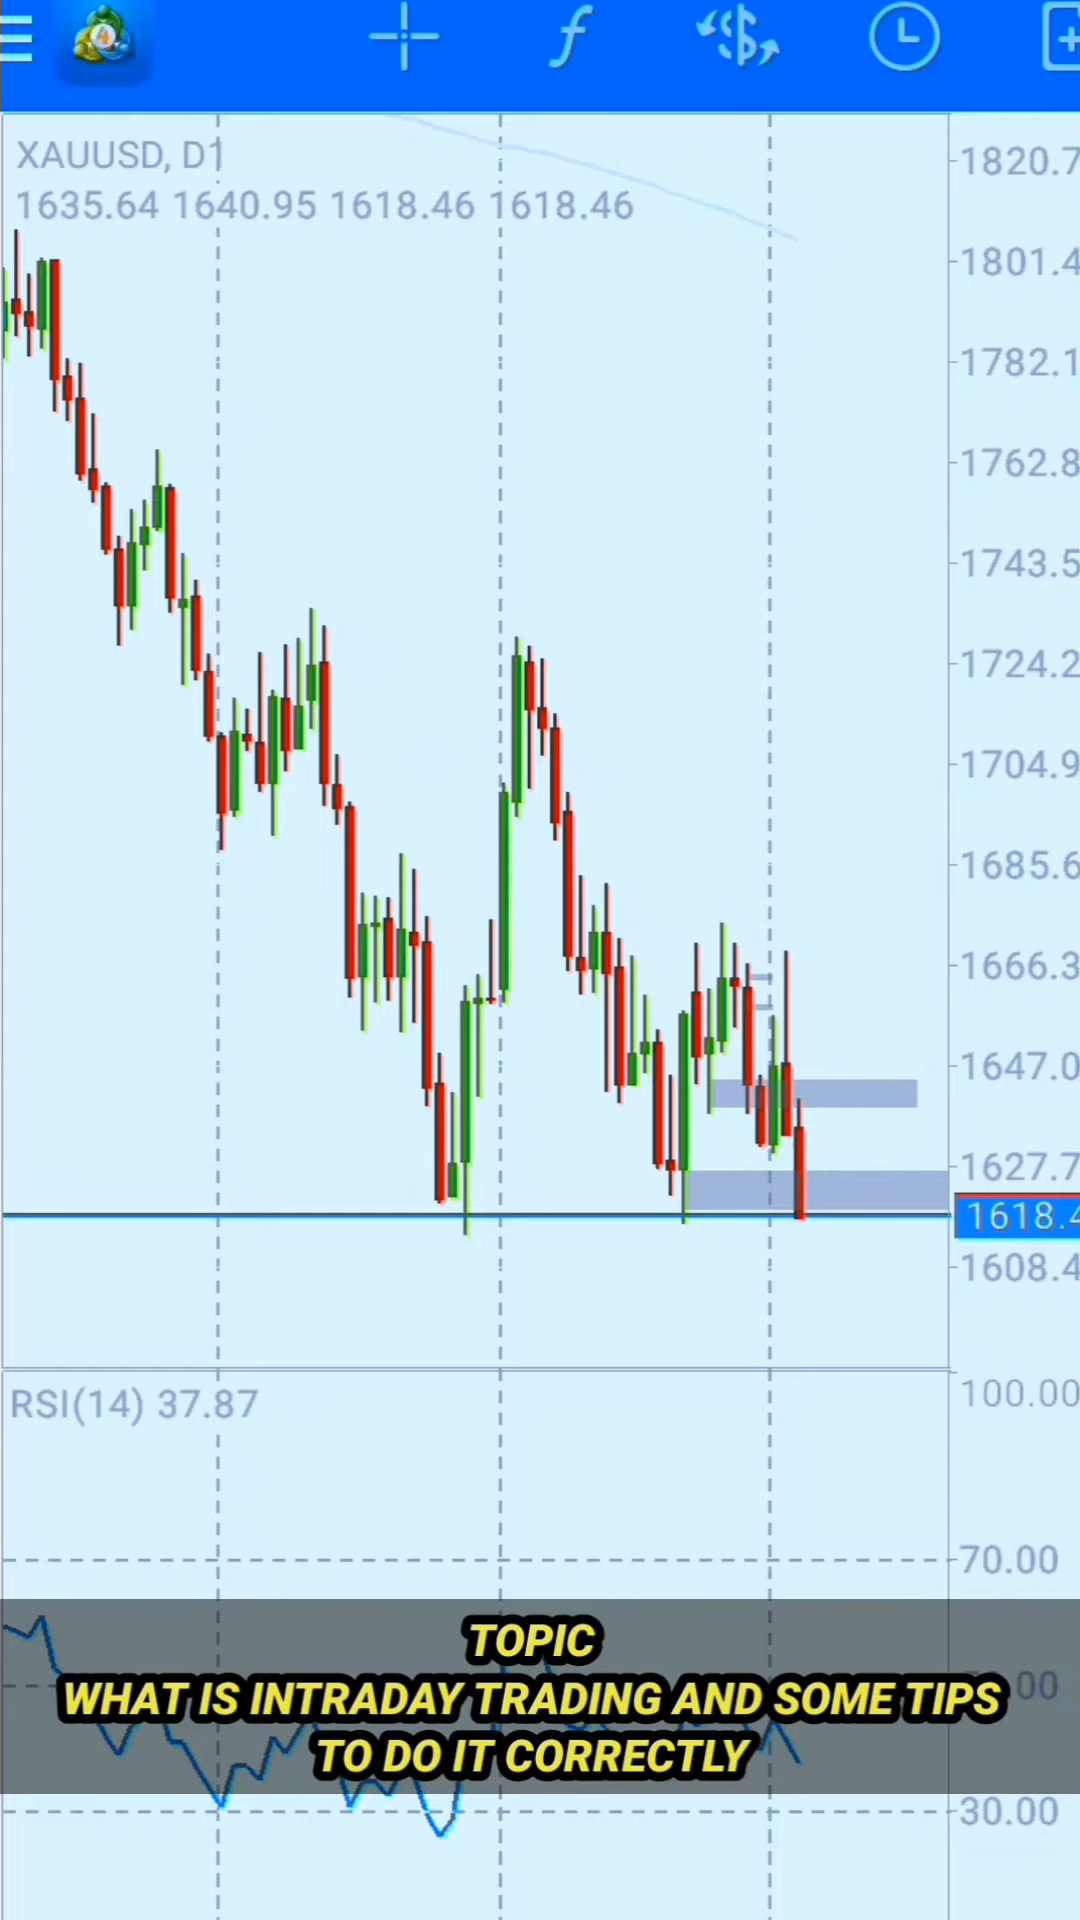 4
XAUUSD, D1
1635.64 1640.95 1618.46 1618.46
1820.7
1801.4
1782.1
1762.8
1743.5
1724.2
1704.9
1685.6
1666.3
1647.0
1627.7
1618.4
1608.4
RSI(14) 37.87
100.00
70.00
TOPIC
WHAT IS INTRADAY TRADING AND SOME TIPS
TO DO IT CORRECTLY
30.00